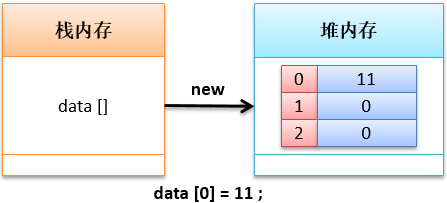 栈内存
堆内存
data []
new
0 11
1 0
2 0
data [0] = 11 ;